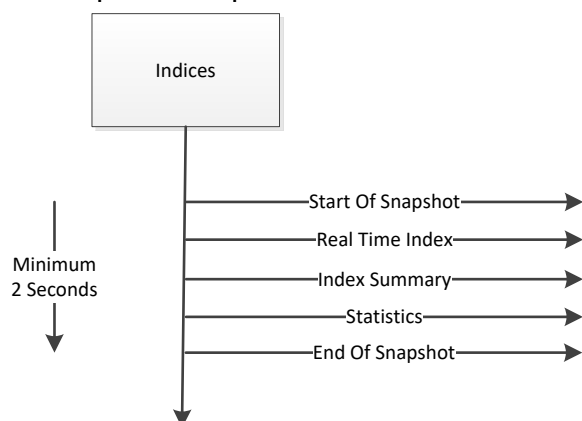 Indices
Start Of Snapshot
Real Time Index
Minimum
2 Seconds
Index Summary
Statistics
End Of Snapshot